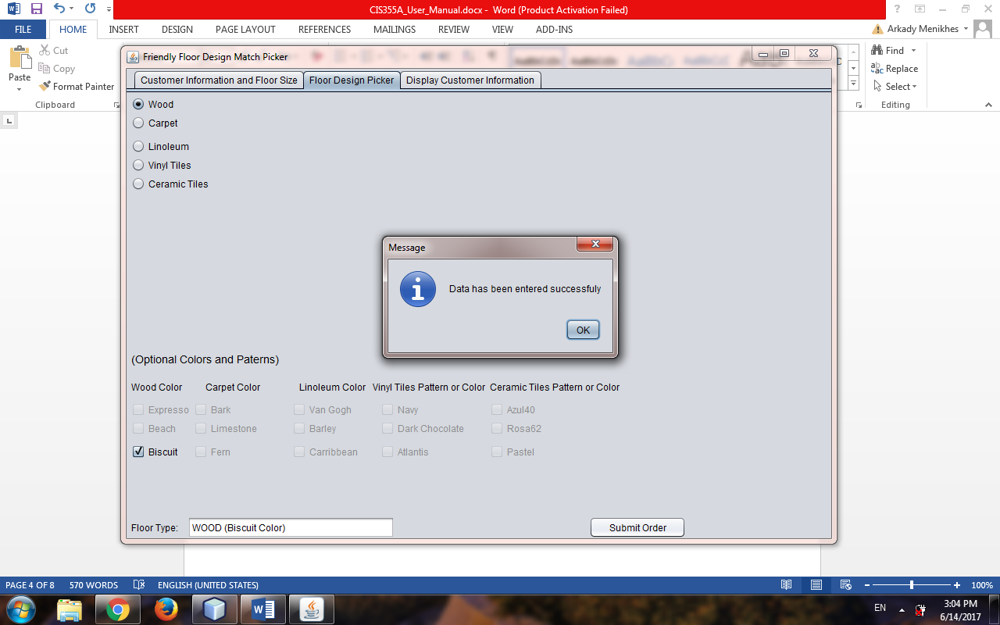 CIS355A_User_Manual.docx - Word (Product Activation Failed)
FILE HOME INSERT DESIGN PAGE LAYOUT REFERENCES MAILINGS REVIEW VIEW ADD-INS Arkady Menikhes
Paste
Cut
Copy
Format Painter
Clipboard
Find
Replace
Select
Editing
Friendly Floor Design Match Picker
Customer Information and Floor Size Floor Design Picker Display Customer Information
Wood
Carpet
Linoleum
Vinyl Tiles
Ceramic Tiles
Message
Data has been entered successfuly
OK
(Optional Colors and Paterns)
Wood Color Carpet Color Linoleum Color Vinyl Tiles Pattern or Color Ceramic Tiles Pattern or Color
Expresso Bark Van Gogh Navy Azul40
Beach Limestone Barley Dark Chocolate Rosa62
Biscuit Fern Carribbean Atlantis Pastel
Floor Type: WOOD (Biscuit Color) Submit Order
PAGE 4 OF 8 570 WORDS ENGLISH (UNITED STATES) 100%
EN 3:04 PM
6/14/2017